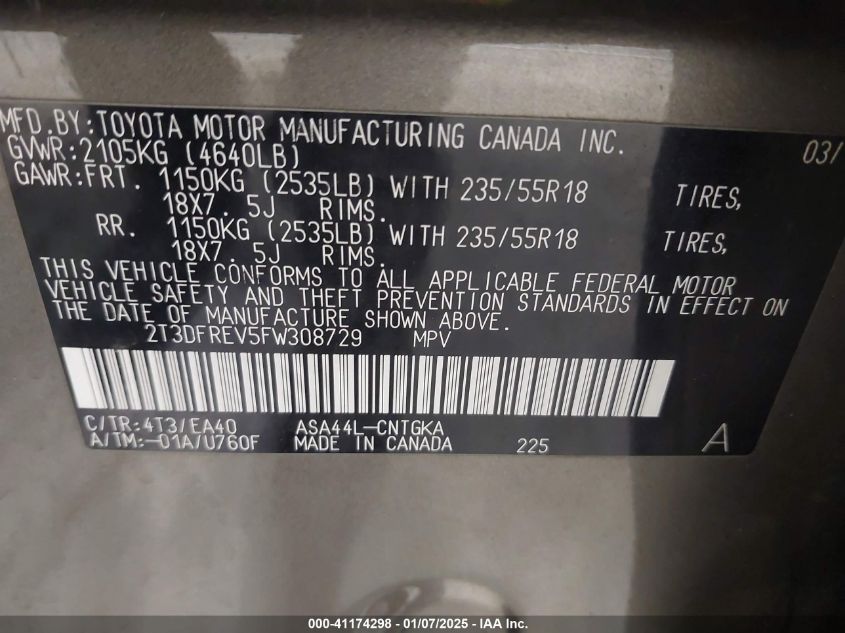 MFD.BY:TOYOTA MOTOR MANUFACTURING CANADA INC. 03/
GVWR:2105KG (4640LB)
GAWR:FRT. 1150KG (2535LB) WITH 235/55R18 TIRES,
18X7.5J RIMS.
RR. 1150KG (2535LB) WITH 235/55R18 TIRES,
18X7.5J RIMS.
THIS VEHICLE CONFORMS TO ALL APPLICABLE FEDERAL MOTOR
VEHICLE SAFETY AND THEFT PREVENTION STANDARDS IN EFFECT ON
THE DATE OF MANUFACTURE SHOWN ABOVE.
2T3DFREV5FW308729 MPV
C/TR:4T3/EA40 ASA44L-CNTGKA
A/TM:-01A/U760F MADE IN CANADA 225 A
000-41174298 - 01/07/2025 - IAA Inc.